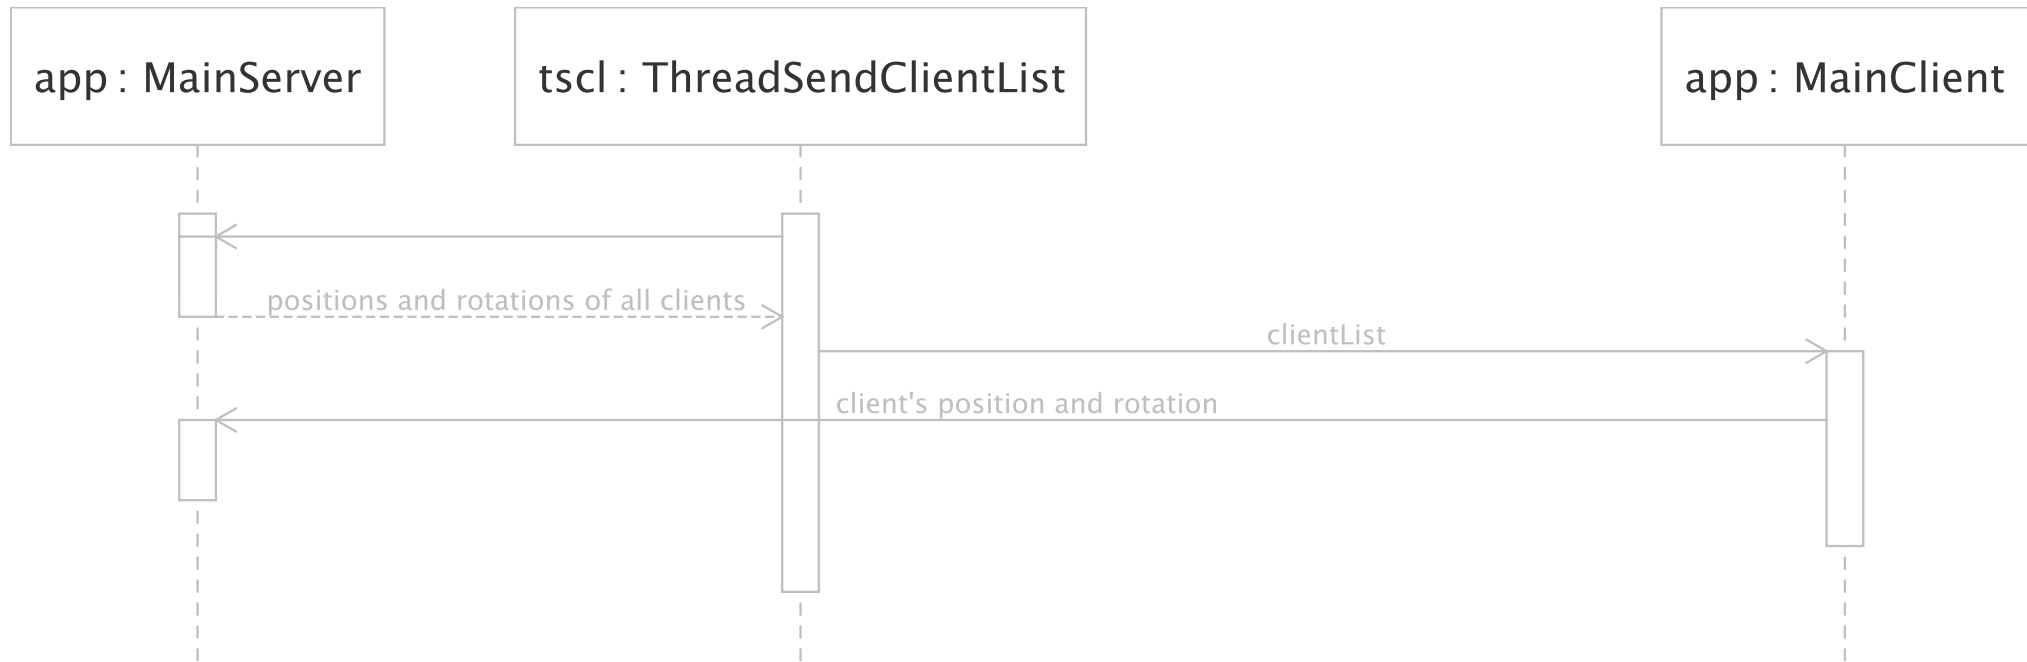 app : MainServer
tscl : ThreadSendClientList
app : MainClient
positions and rotations of all clients
clientList
client's position and rotation